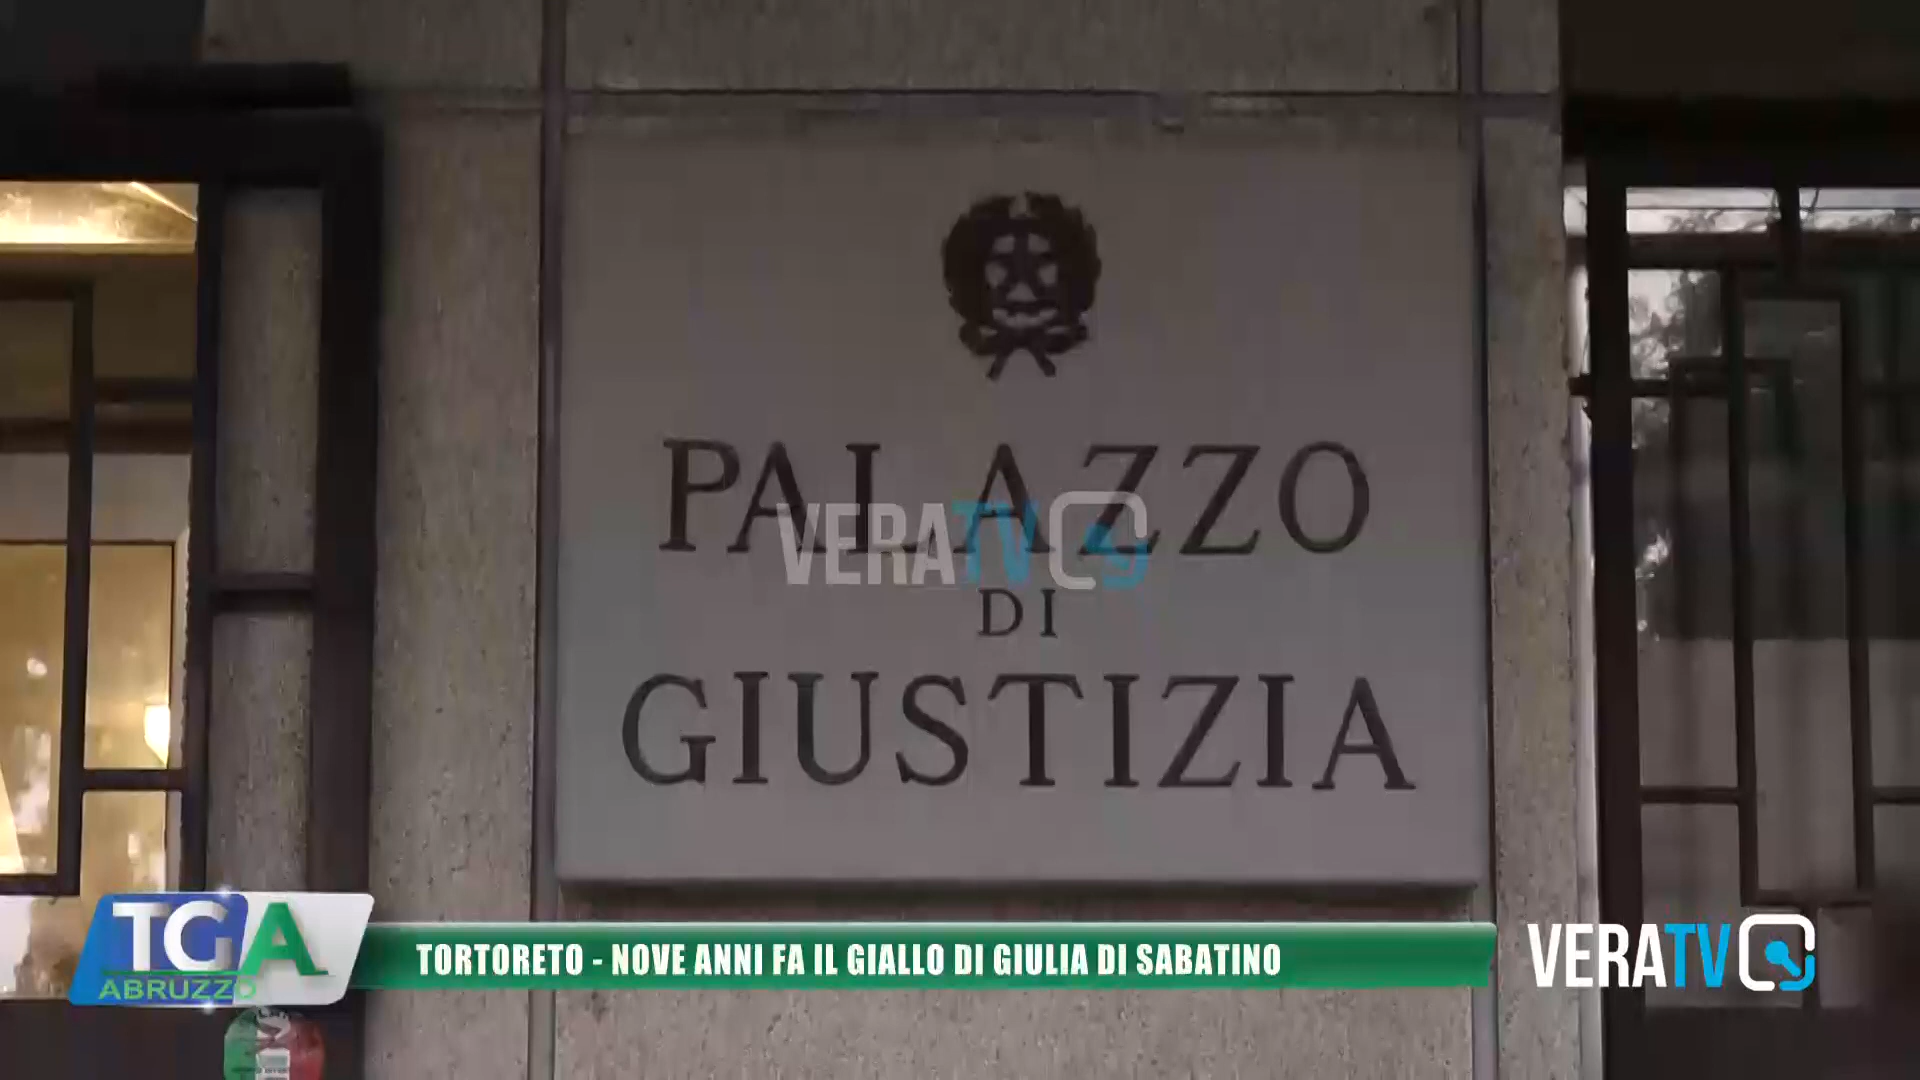 PALAZZO
VERATV
DI
GIUSTIZIA
TGA
ABRUZZO
TORTORETO - NOVE ANNI FA IL GIALLO DI GIULIA DI SABATINO
VERATV